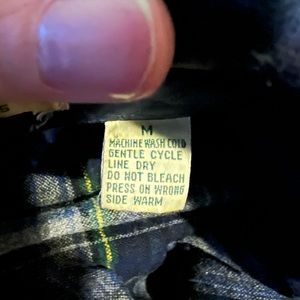 M
MACHINE WASH COLD
GENTLE CYCLE
LINE DRY
DO NOT BLEACH
PRESS ON WRONG
SIDE WARM